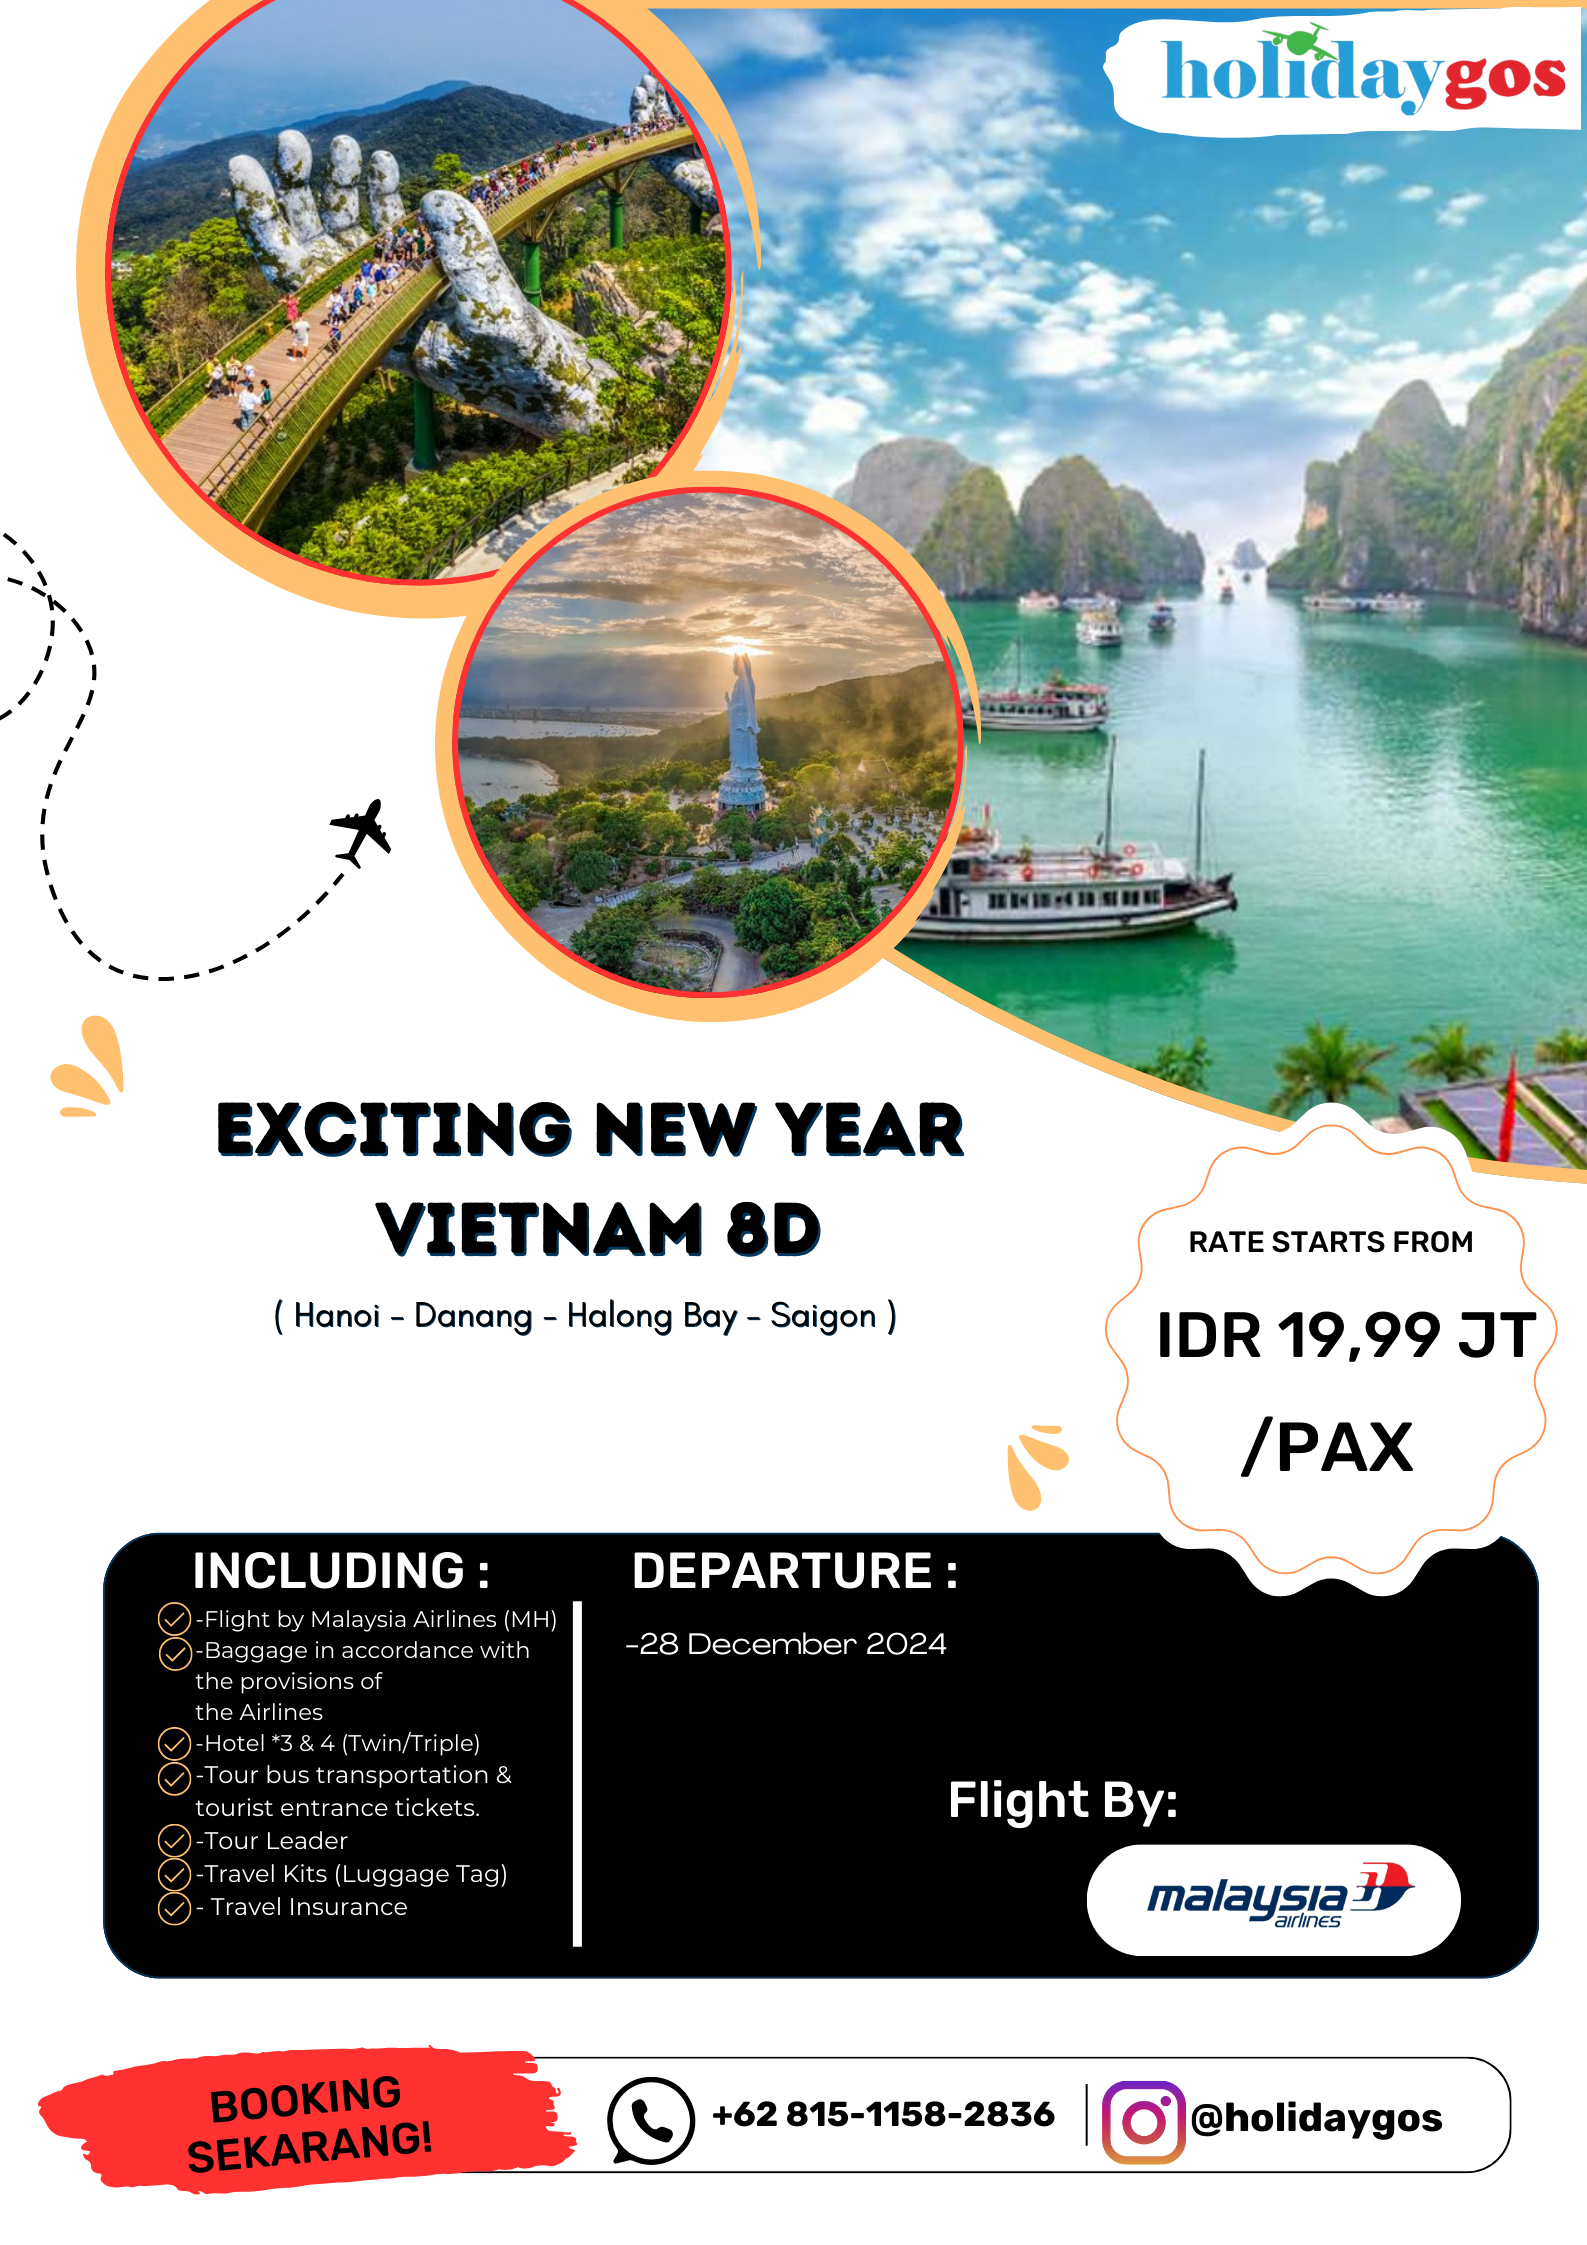 holidaygos
EXCITING NEW YEAR
VIETNAM 8D
( Hanoi - Danang - Halong Bay - Saigon )
RATE STARTS FROM
IDR 19,99 JT
/PAX
INCLUDING :
-Flight by Malaysia Airlines (MH)
-Baggage in accordance with
the provisions of
the Airlines
-Hotel *3 & 4 (Twin/Triple)
-Tour bus transportation &
tourist entrance tickets.
-Tour Leader
-Travel Kits (Luggage Tag)
- Travel Insurance
DEPARTURE :
-28 December 2024
Flight By:
malaysia
airlines
BOOKING
SEKARANG!
+62 815-1158-2836
@holidaygos